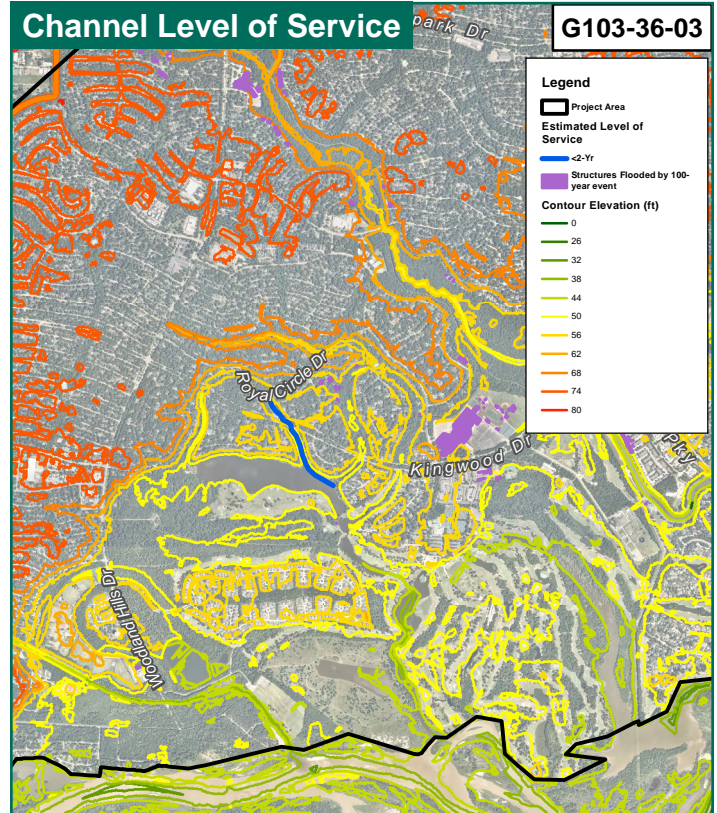 Channel Level of Service
park Dr
G103-36-03
Legend
Project Area
Estimated Level of
Service
<2-Yr
Structures Flooded by 100-
year event
Contour Elevation (ft)
0
26
32
38
44
50
56
62
68
74
80
Royal Circle Dr
Kingwood Dr
Pky
Woodland Hills Dr